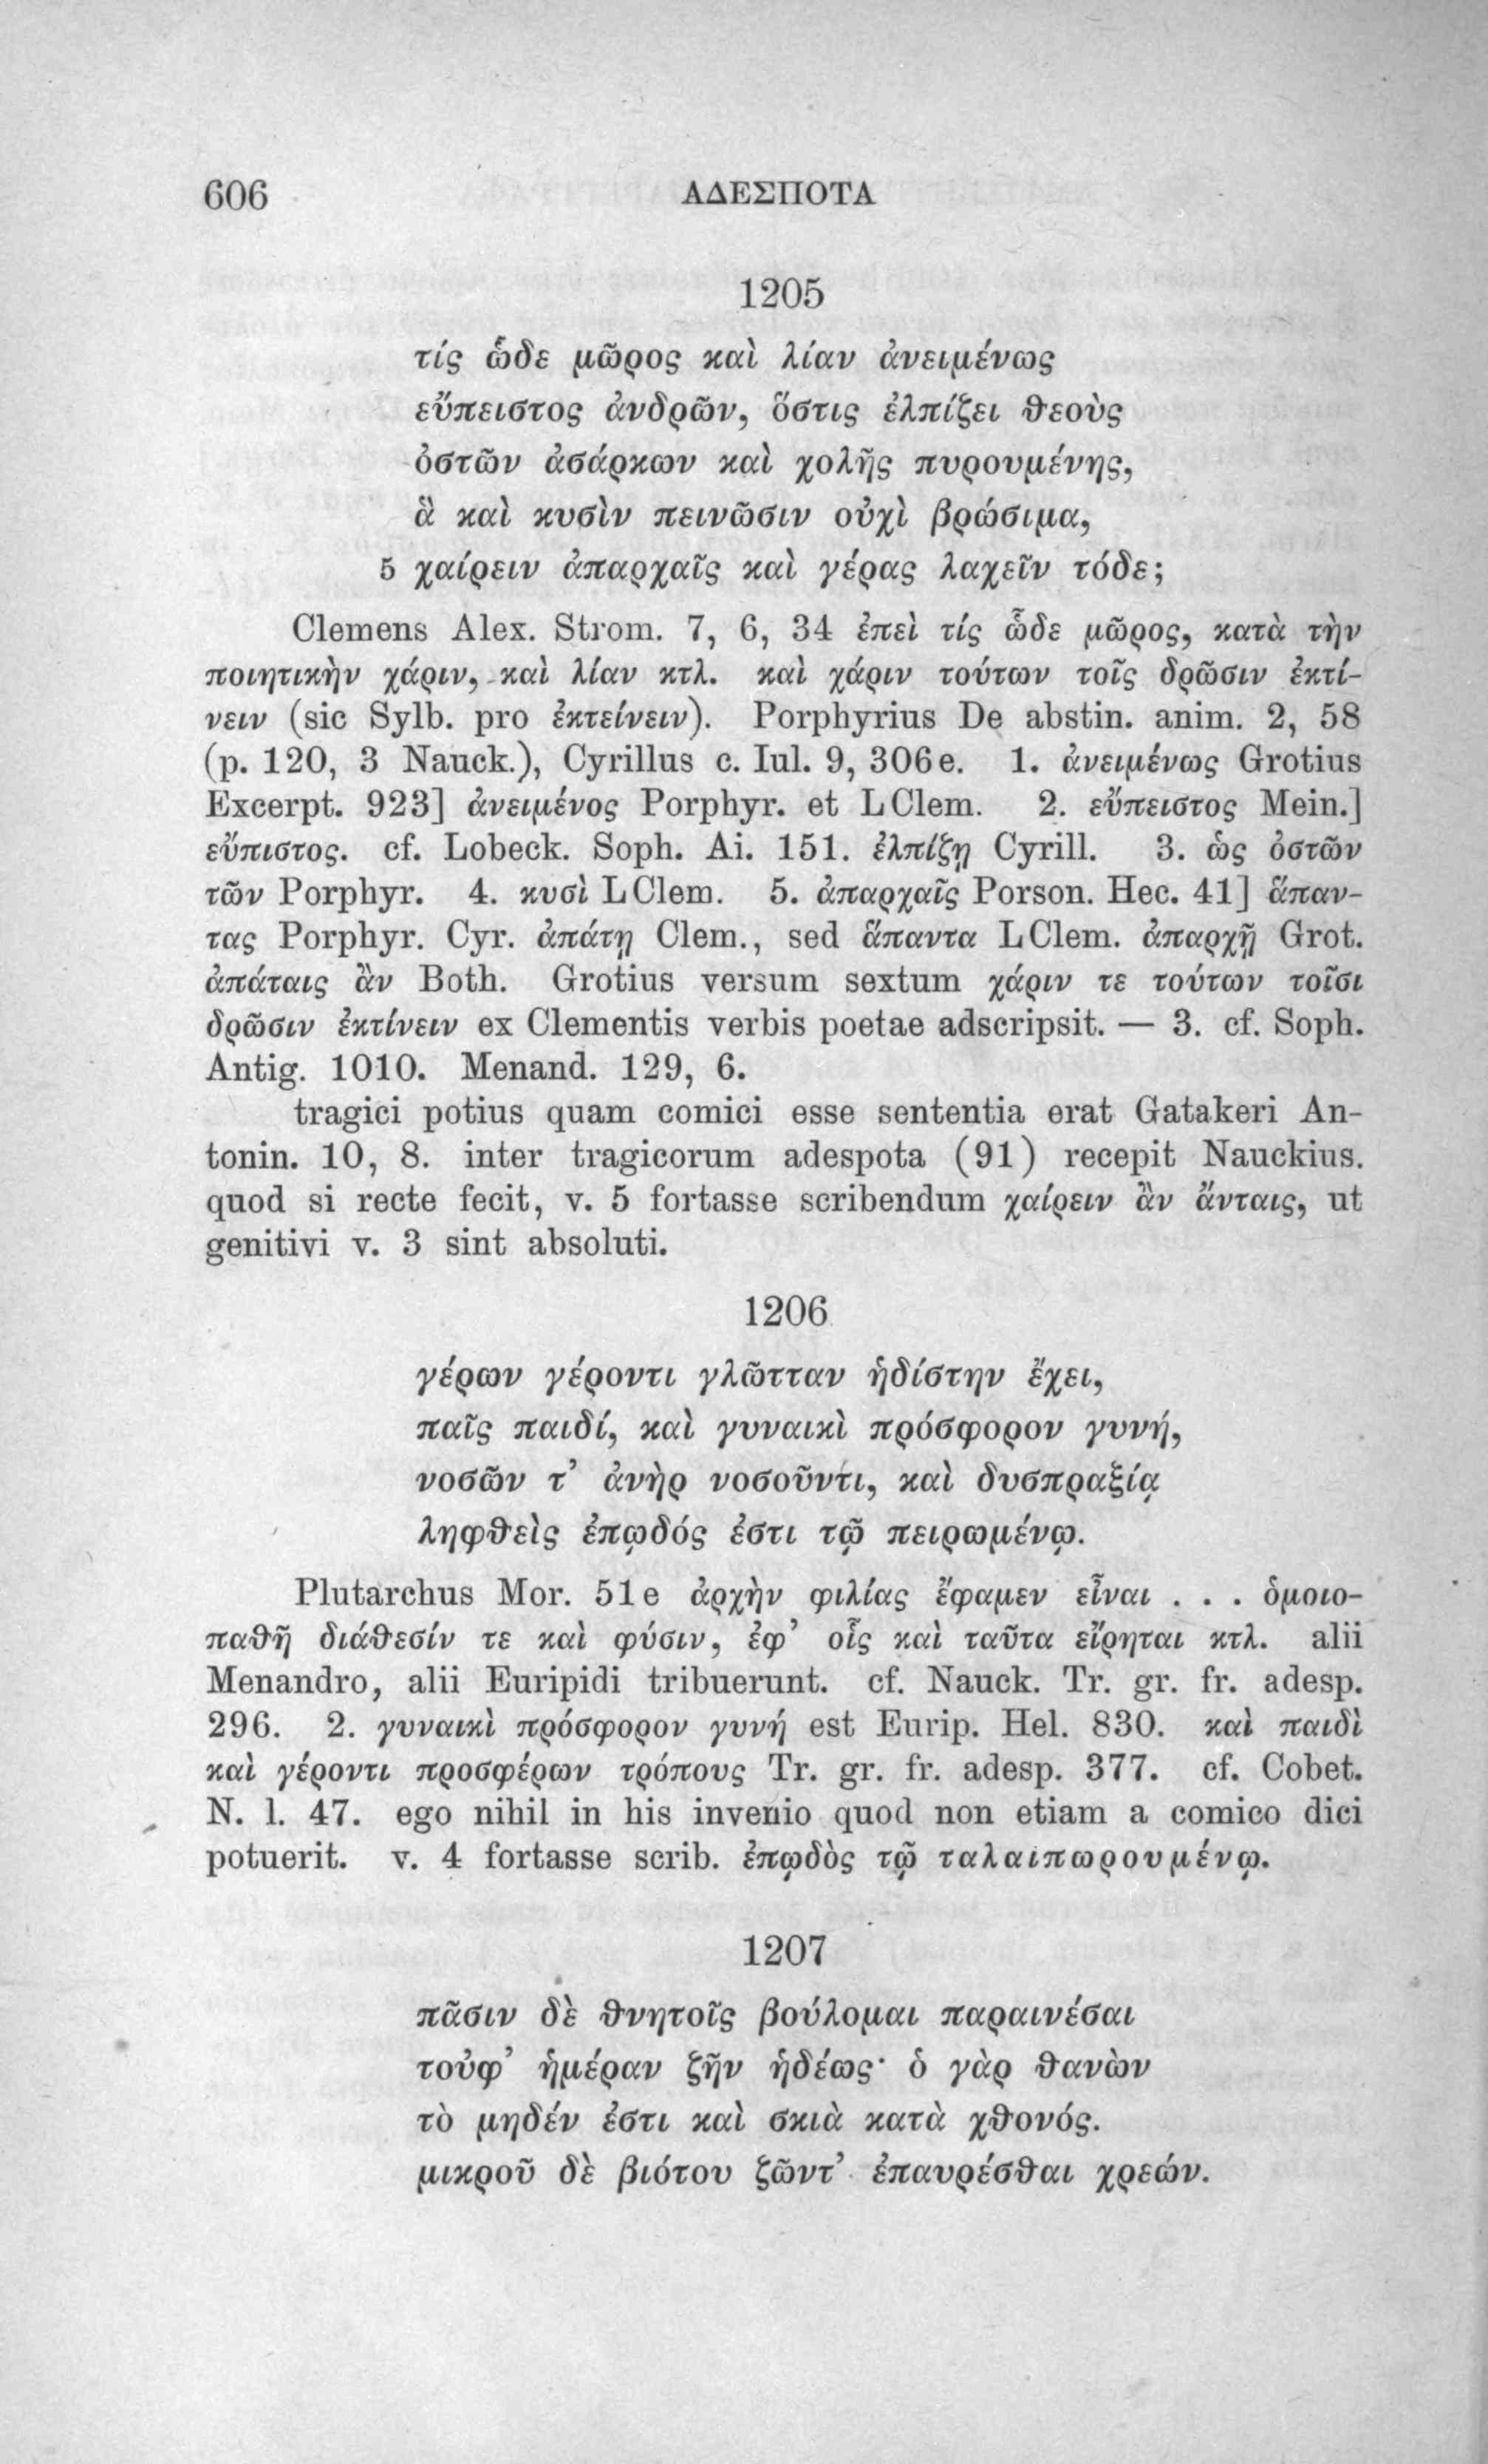 606 ΑΔΕΣΠΟΤΑ
1205
τίς ὧδε μῶρος καὶ λίαν ἀνειμένως
εὔπειστος ἀνδρῶν, ὅστις ἐλπίζει θεοὺς
ὀστῶν ἀσάρκων καὶ χολῆς πυρουμένης,
ἃ καὶ κυσὶν πεινῶσιν οὐχὶ βρώσιμα,
5 χαίρειν ἀπαρχαῖς καὶ γέρας λαχεῖν τόδε;
Clemens Alex. Strom. 7, 6, 34 ἐπεὶ τίς ὧδε μῶρος, κατὰ τὴν
ποιητικὴν χάριν, καὶ λίαν κτλ. καὶ χάριν τούτων τοῖς δρῶσιν ἐκτί-
νειν (sic Sylb. pro ἐκτείνειν). Porphyrius De abstin. anim. 2, 58
(p. 120, 3 Nauck.), Cyrillus c. Iul. 9, 306e. 1. ἀνειμένως Grotius
Excerpt. 923] ἀνειμένος Porphyr. et LClem. 2. εὔπειστος Mein.]
εὔπιστος. cf. Lobeck. Soph. Ai. 151. ἐλπίζῃ Cyrill. 3. ὡς ὀστῶν
τῶν Porphyr. 4. κυσὶ LClem. 5. ἀπαρχαῖς Porson. Hec. 41] ἅπαν-
τας Porphyr. Cyr. ἀπάτῃ Clem., sed ἅπαντα LClem. ἀπαρχῇ Grot.
ἀπάταις ἂν Both. Grotius versum sextum χάριν τε τούτων τοῖσι
δρῶσιν ἐκτίνειν ex Clementis verbis poetae adscripsit. — 3. cf. Soph.
Antig. 1010. Menand. 129, 6.
tragici potius quam comici esse sententia erat Gatakeri An-
tonin. 10, 8. inter tragicorum adespota (91) recepit Nauckius.
quod si recte fecit, v. 5 fortasse scribendum χαίρειν ἂν ἄνταις, ut
genitivi v. 3 sint absoluti.
1206
γέρων γέροντι γλῶτταν ἡδίστην ἔχει,
παῖς παιδί, καὶ γυναικὶ πρόσφορον γυνή,
νοσῶν τ’ ἀνὴρ νοσοῦντι, καὶ δυσπραξίᾳ
ληφθεὶς ἐπῳδός ἐστι τῷ πειρωμένῳ.
Plutarchus Mor. 51e ἀρχὴν φιλίας ἔφαμεν εἶναι . . . ὁμοιο-
παθῆ διάθεσίν τε καὶ φύσιν, ἐφ’ οἷς καὶ ταῦτα εἴρηται κτλ. alii
Menandro, alii Euripidi tribuerunt. cf. Nauck. Tr. gr. fr. adesp.
296. 2. γυναικὶ πρόσφορον γυνή est Eurip. Hel. 830. καὶ παιδὶ
καὶ γέροντι προσφέρων τρόπους Tr. gr. fr. adesp. 377. cf. Cobet.
N. l. 47. ego nihil in his invenio quod non etiam a comico dici
potuerit. v. 4 fortasse scrib. ἐπῳδὸς τῷ ταλαιπωρουμένῳ.
1207
πᾶσιν δὲ θνητοῖς βούλομαι παραινέσαι
τοὐφ’ ἡμέραν ζῆν ἡδέως· ὁ γὰρ θανὼν
τὸ μηδέν ἐστι καὶ σκιὰ κατὰ χθονός.
μικροῦ δὲ βιότου ζῶντ’ ἐπαυρέσθαι χρεών.